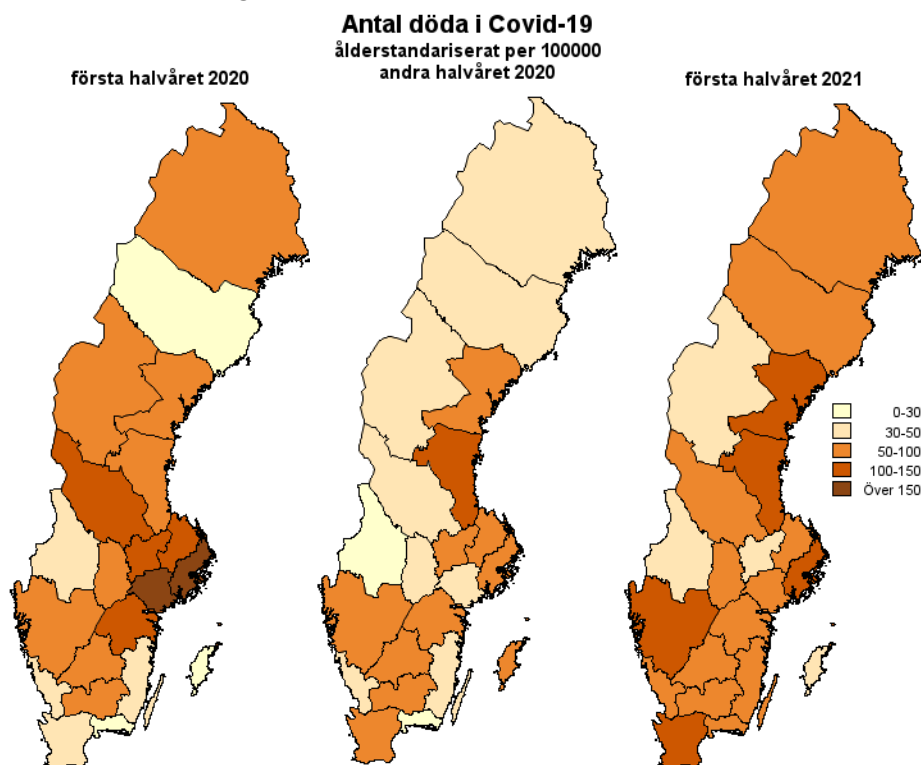 Antal döda i Covid-19
ålderstandariserat per 100000
första halvåret 2020
andra halvåret 2020
första halvåret 2021
0-30
30-50
50-100
100-150
Över 150